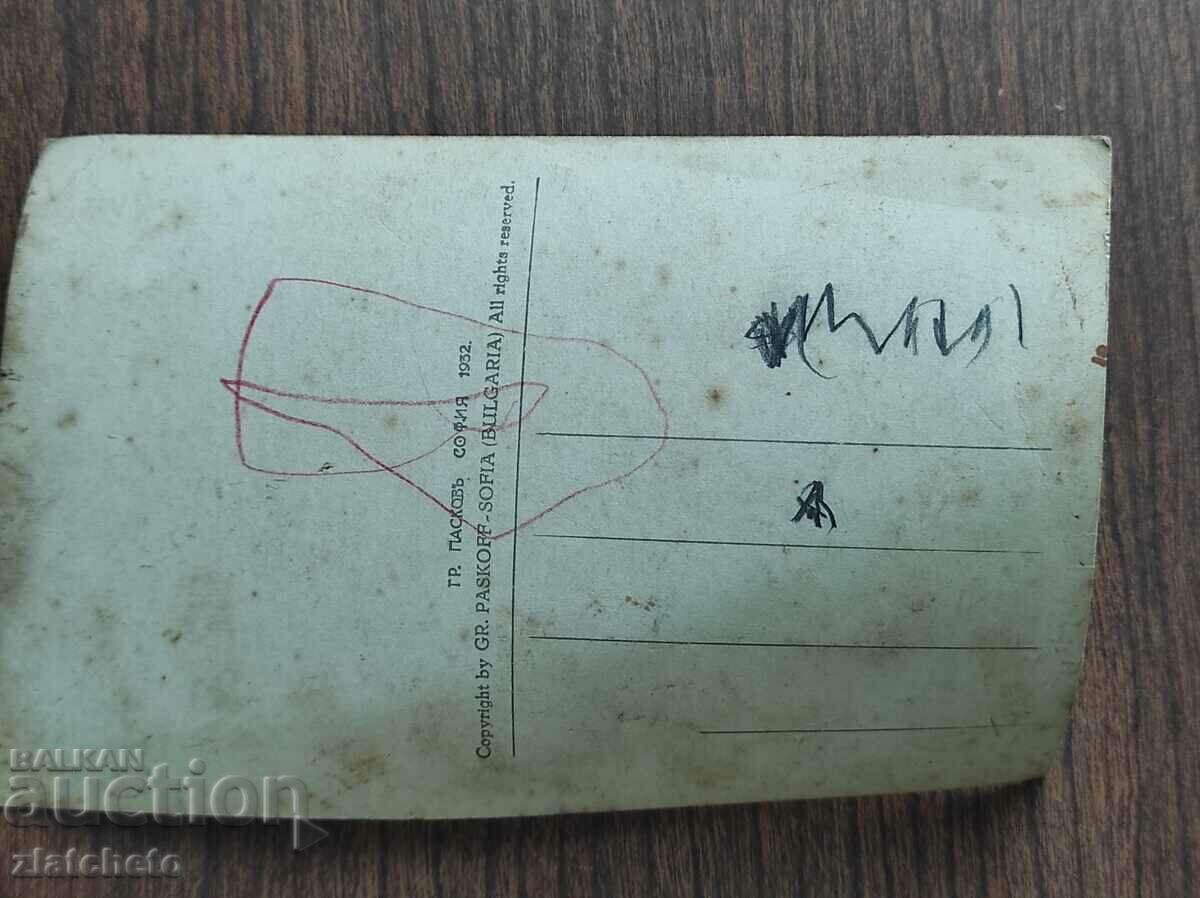 ГР. ПАСКОВЪ СОФИЯ 1932.
Copyright by GR. PASKOFF-SOFIA (BULGARIA) All rights reserved.
BALKAN
auction
zlatcheto